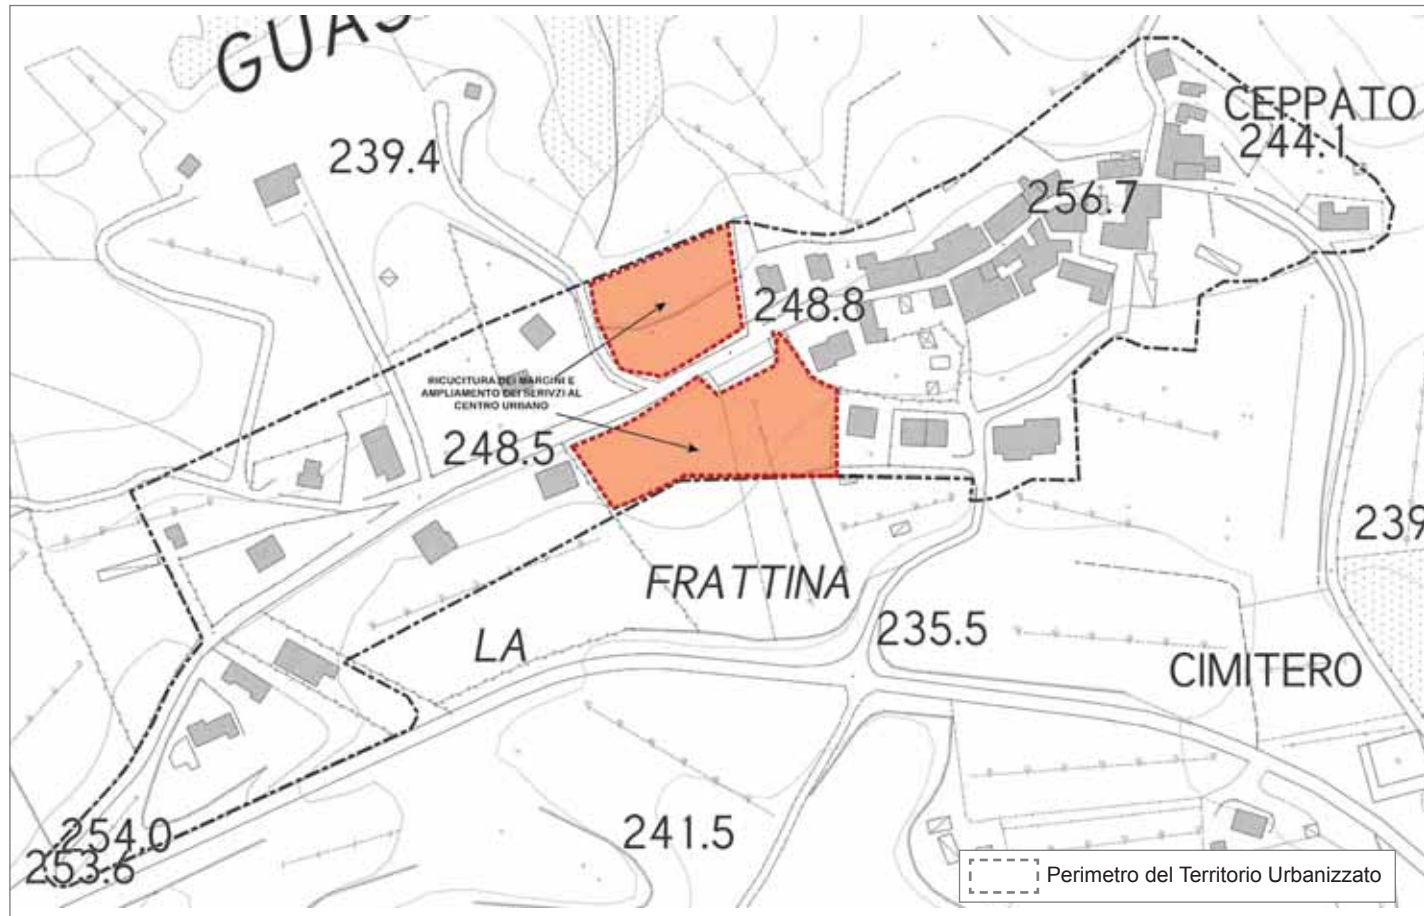 GUAS
CEPPATO
244.1
239.4
256.7
248.8
RICUCITURA DEI MARGINI E
AMPLIAMENTO DEI SERIVZI AL
CENTRO URBANO
248.5
239
FRATTINA
LA
235.5
CIMITERO
254.0
253.6
241.5
Perimetro del Territorio Urbanizzato